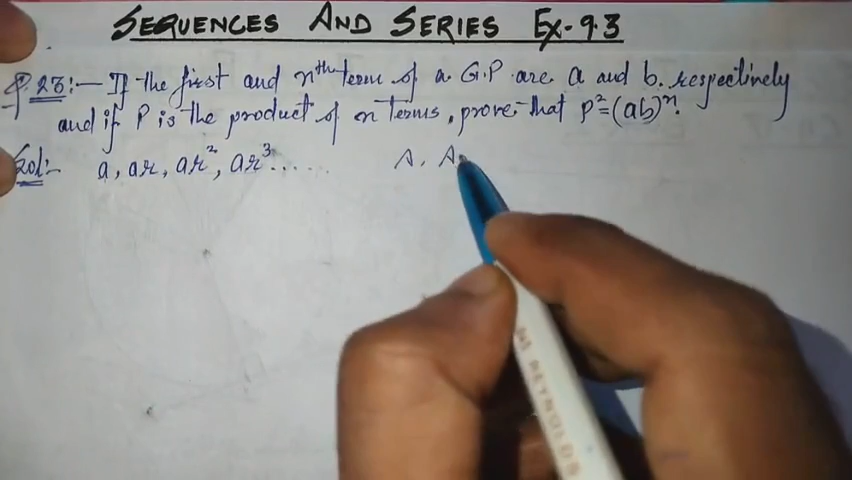 SEQUENCES AND SERIES EX-9.3
Q 23:- If the first and nth term of a G.P are a and b. respectively
and if P is the product of n terms, prove that P²=(ab)ⁿ.
Sol:- a, ar, ar², ar³...... A, A
REYNOLDS